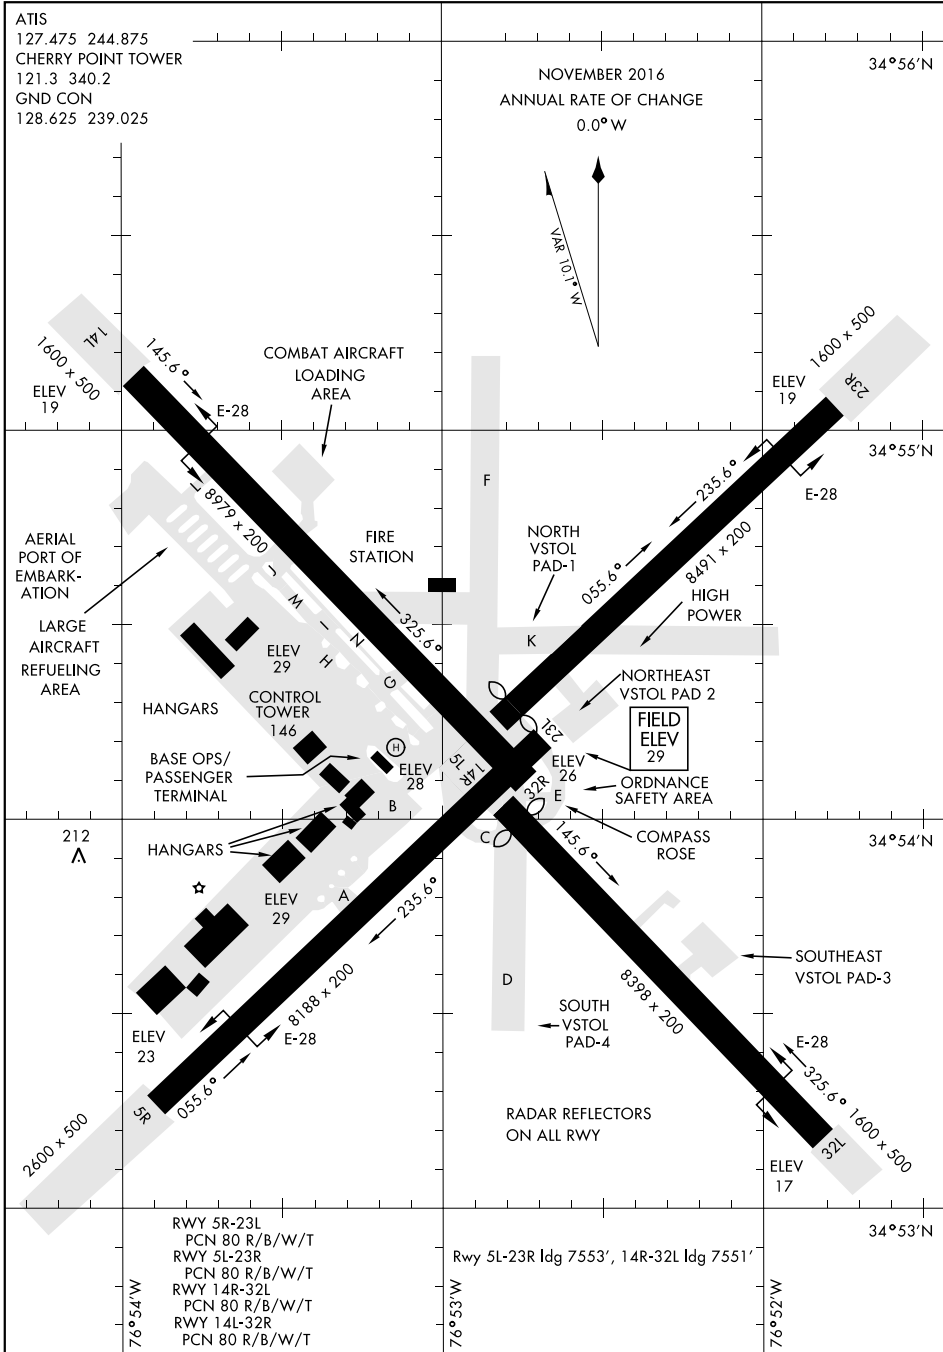 ATIS
127.475 244.875
CHERRY POINT TOWER
121.3 340.2
GND CON
128.625 239.025
NOVEMBER 2016
ANNUAL RATE OF CHANGE
0.0° W
VAR 10.1° W
34°56'N
14L
1600 x 500
145.6°
ELEV
19
E-28
COMBAT AIRCRAFT
LOADING
AREA
1600 x 500
23R
ELEV
19
34°55'N
E-28
235.6°
055.6°
8491 x 200
F
L
8979 x 200
J
W
I
H
N
G
325.6°
FIRE
STATION
NORTH
VSTOL
PAD-1
HIGH
POWER
K
AERIAL
PORT OF
EMBARK-
ATION
LARGE
AIRCRAFT
REFUELING
AREA
ELEV
29
HANGARS
CONTROL
TOWER
146
BASE OPS/
PASSENGER
TERMINAL
H
ELEV
28
B
NORTHEAST
VSTOL PAD 2
FIELD
ELEV
29
23L
5L
14R
32R
ELEV
26
E
ORDNANCE
SAFETY AREA
COMPASS
ROSE
C
145.6°
34°54'N
212
HANGARS
ELEV
29
A
235.6°
8188 x 200
SOUTHEAST
VSTOL PAD-3
D
8398 x 200
SOUTH
VSTOL
PAD-4
ELEV
23
E-28
055.6°
5R
2600 x 500
E-28
325.6°
1600 x 500
32L
ELEV
17
RADAR REFLECTORS
ON ALL RWY
34°53'N
RWY 5R-23L
PCN 80 R/B/W/T
RWY 5L-23R
PCN 80 R/B/W/T
RWY 14R-32L
PCN 80 R/B/W/T
RWY 14L-32R
PCN 80 R/B/W/T
Rwy 5L-23R ldg 7553', 14R-32L ldg 7551'
76°54'W
76°53'W
76°52'W